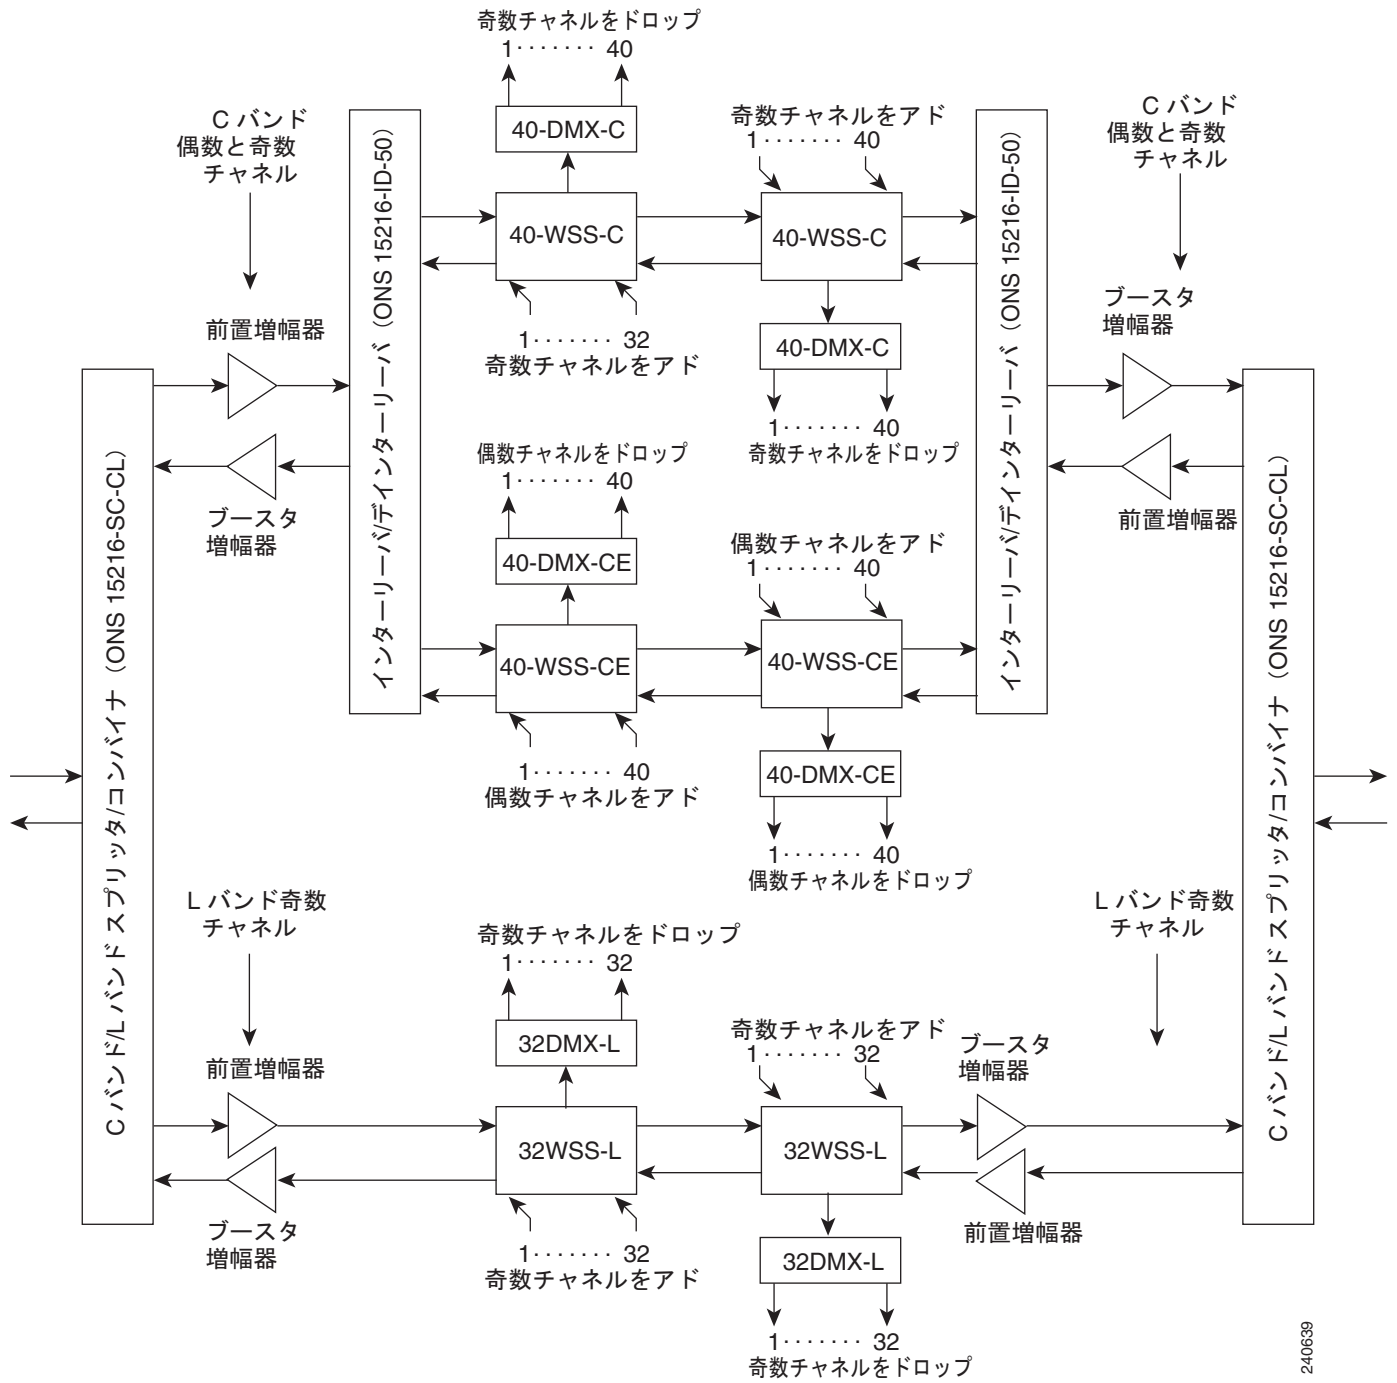 奇数チャネルをドロップ
1・・・・・・・ 40
40-DMX-C
C バンド
偶数と奇数
チャネル
奇数チャネルをアド
1・・・・・・・ 40
C バンド
偶数と奇数
チャネル
インターリーバ/デインターリーバ（ONS 15216-ID-50）
40-WSS-C
40-WSS-C
インターリーバ/デインターリーバ（ONS 15216-ID-50）
前置増幅器
1・・・・・・・ 32
奇数チャネルをアド
40-DMX-C
ブースタ
増幅器
1・・・・・・・ 40
奇数チャネルをドロップ
偶数チャネルをドロップ
1・・・・・・・ 40
ブースタ
増幅器
前置増幅器
40-DMX-CE
偶数チャネルをアド
1・・・・・・・ 40
40-WSS-CE
40-WSS-CE
1・・・・・・・ 40
偶数チャネルをアド
40-DMX-CE
1・・・・・・・ 40
偶数チャネルをドロップ
C バンド/L バンド スプリッタ/コンバイナ（ONS 15216-SC-CL）
C バンド/L バンド スプリッタ/コンバイナ（ONS 15216-SC-CL）
L バンド奇数
チャネル
L バンド奇数
チャネル
奇数チャネルをドロップ
1・・・・・・・ 32
32DMX-L
奇数チャネルをアド
1・・・・・・・ 32
前置増幅器
ブースタ
増幅器
32WSS-L
32WSS-L
ブースタ
増幅器
前置増幅器
1・・・・・・・ 32
奇数チャネルをアド
32DMX-L
1・・・・・・・ 32
奇数チャネルをドロップ
240639